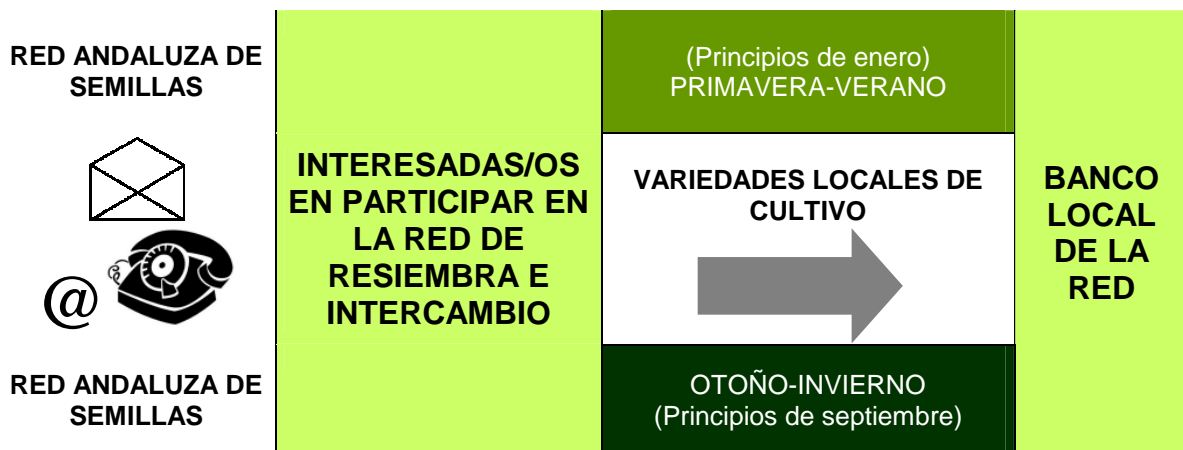 RED ANDALUZA DE
SEMILLAS
@
RED ANDALUZA DE
SEMILLAS
INTERESADAS/OS
EN PARTICIPAR EN
LA RED DE
RESIEMBRA E
INTERCAMBIO
(Principios de enero)
PRIMAVERA-VERANO
VARIEDADES LOCALES DE
CULTIVO
OTOÑO-INVIERNO
(Principios de septiembre)
BANCO
LOCAL
DE LA
RED